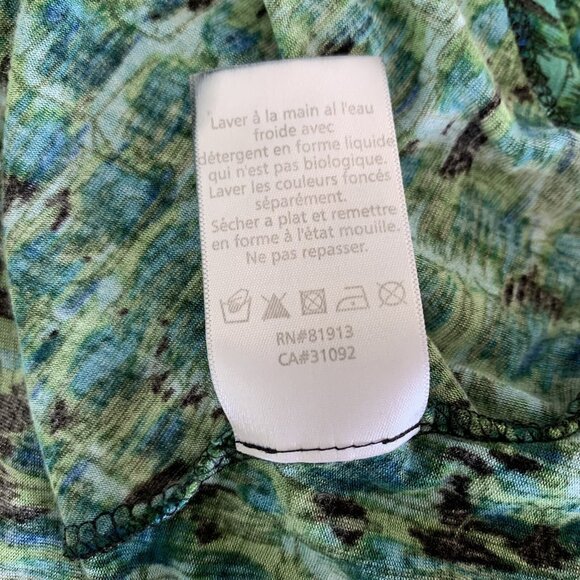 Laver à la main al l'eau
froide avec
détergent en forme liquide
qui n'est pas biologique.
Laver les couleurs foncés
séparément.
Sécher a plat et remettre
en forme à l'état mouille.
Ne pas repasser.
RN#81913
CA#31092